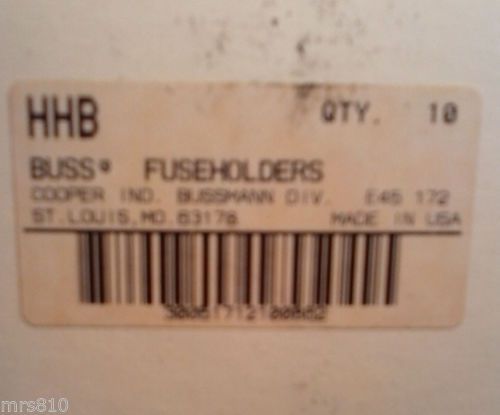 HHB QTY. 10
BUSS® FUSEHOLDERS
COOPER IND. BUSSMANN DIV. E45 172
ST.LOUIS,MO.63178 MADE IN USA
mrs810